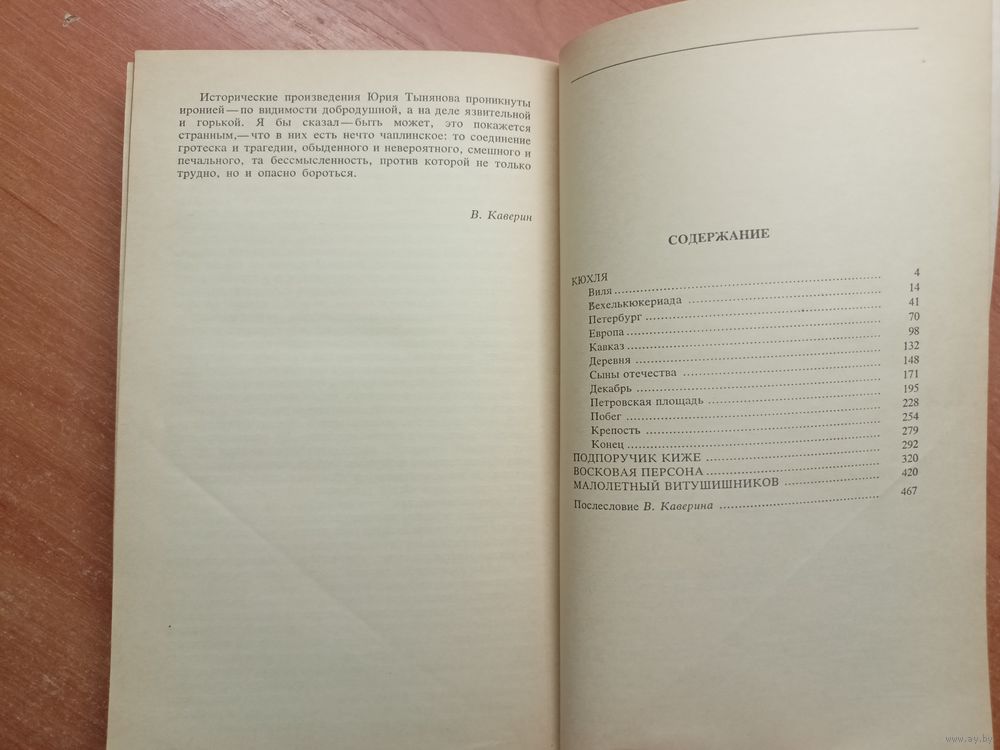 Исторические произведения Юрия Тынянова проникнуты
иронией—по видимости добродушной, а на деле язвительной
и горькой. Я бы сказал—быть может, это покажется
странным,—что в них есть нечто чаплинское: то соединение
гротеска и трагедии, обыденного и невероятного, смешного и
печального, та бессмысленность, против которой не только
трудно, но и опасно бороться.
В. Каверин
СОДЕРЖАНИЕ
КЮХЛЯ
Виля 4
Бехелькюкериада 14
Петербург 41
Европа 70
Кавказ 98
Деревня 132
Сыны отечества 148
Декабрь 171
Петровская площадь 195
Побег 228
Крепость 254
Конец 279
ПОДПОРУЧИК КИЖЕ 292
ВОСКОВАЯ ПЕРСОНА 320
МАЛОЛЕТНЫЙ ВИТУШИШНИКОВ 420
Послесловие В. Каверина 467
www.ay.by